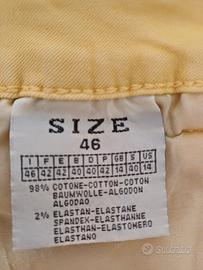 SIZE
46
I F E B D P GB S US
46 42 42 40 40 42 14 40 14
98% COTONE-COTTON-COTON
BAUMWOLLE-ALGODON
ALGODAO
2% ELASTAN-ELASTANE
SPANDEX-ELASTHANNE
ELASTHAN-ELASTOHERO
ELASTANO
Subito